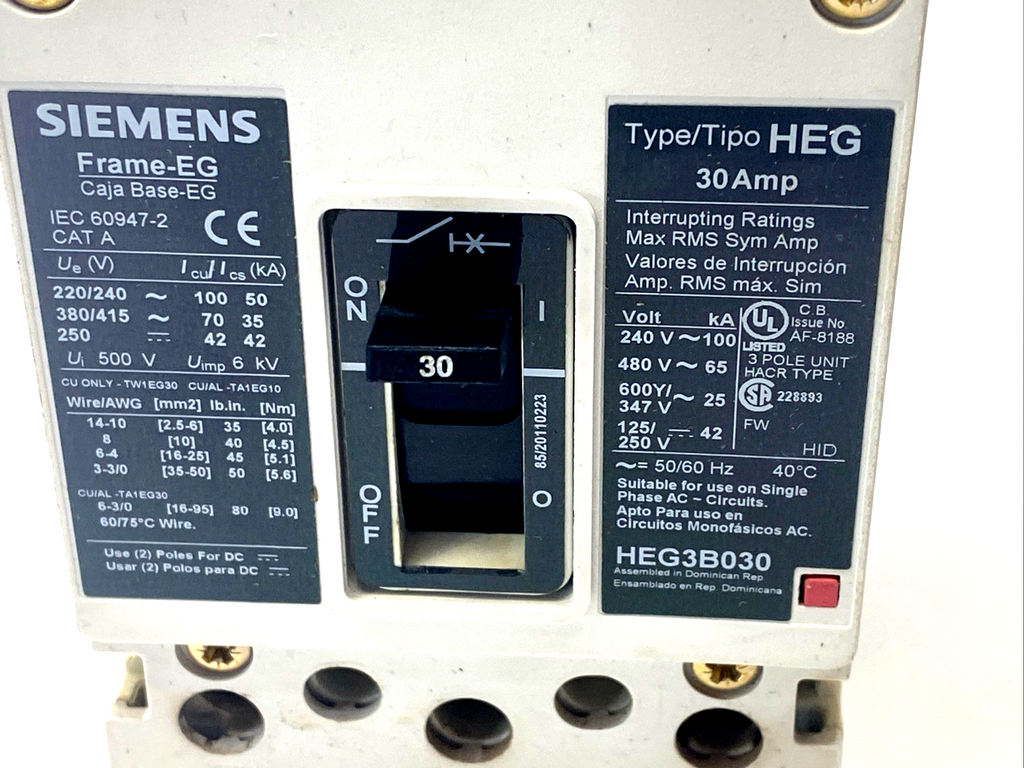 SIEMENS
Frame-EG
Caja Base-EG
IEC 60947-2
CAT A
CE
Ue (V) Icu/Ics (kA)
220/240 ~ 100 50
380/415 ~ 70 35
250 ⎓ 42 42
Ui 500 V Uimp 6 kV
CU ONLY - TW1EG30 CU/AL -TA1EG10
Wire/AWG [mm2] lb.in. [Nm]
14-10 [2.5-6] 35 [4.0]
8 [10] 40 [4.5]
6-4 [16-25] 45 [5.1]
3-3/0 [35-50] 50 [5.6]
CU/AL -TA1EG30
6-3/0 [16-95] 80 [9.0]
60/75°C Wire.
Use (2) Poles For DC ⎓
Usar (2) Polos para DC ⎓
ON
I
30
85/20110223
OFF
O
Type/Tipo HEG
30 Amp
Interrupting Ratings
Max RMS Sym Amp
Valores de Interrupción
Amp. RMS máx. Sim
Volt kA
240 V ~ 100
480 V ~ 65
600Y/
347 V ~ 25
125/
250 V ⎓ 42
UL
LISTED
C.B.
Issue No
AF-8188
3 POLE UNIT
HACR TYPE
SA 228893
FW
HID
~= 50/60 Hz 40°C
Suitable for use on Single
Phase AC ~ Circuits.
Apto Para uso en
Circuitos Monofásicos AC.
HEG3B030
Assembled in Dominican Rep
Ensamblado en Rep. Dominicana